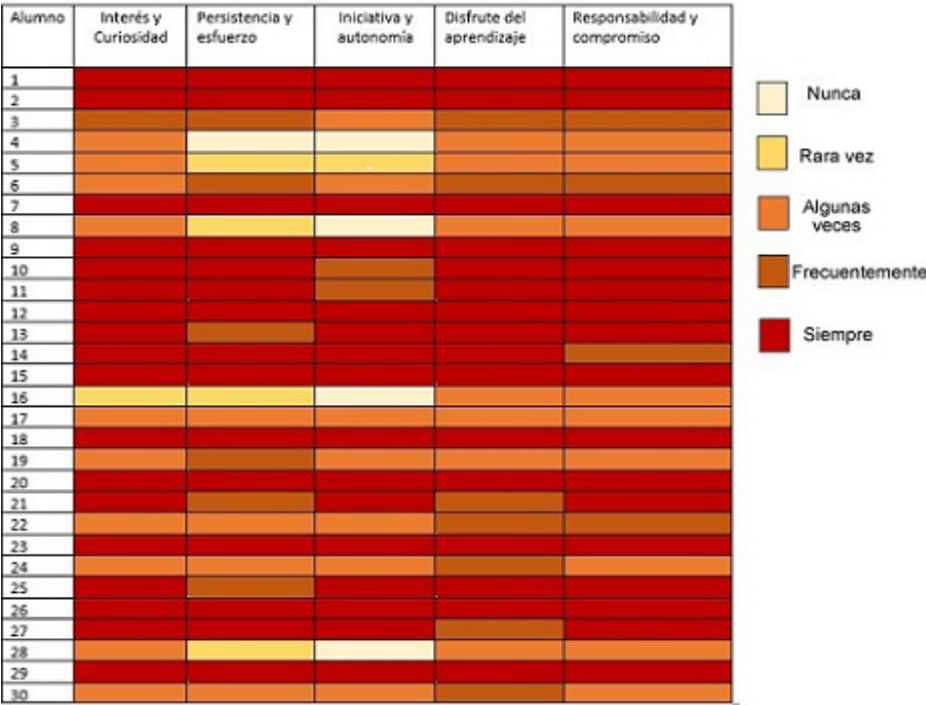 Alumno
Interés y
Curiosidad
Persistencia y
esfuerzo
Iniciativa y
autonomía
Disfrute del
aprendizaje
Responsabilidad y
compromiso
1
2
3
4
5
6
7
8
9
10
11
12
13
14
15
16
17
18
19
20
21
22
23
24
25
26
27
28
29
30
Nunca
Rara vez
Algunas
veces
Frecuentemente
Siempre